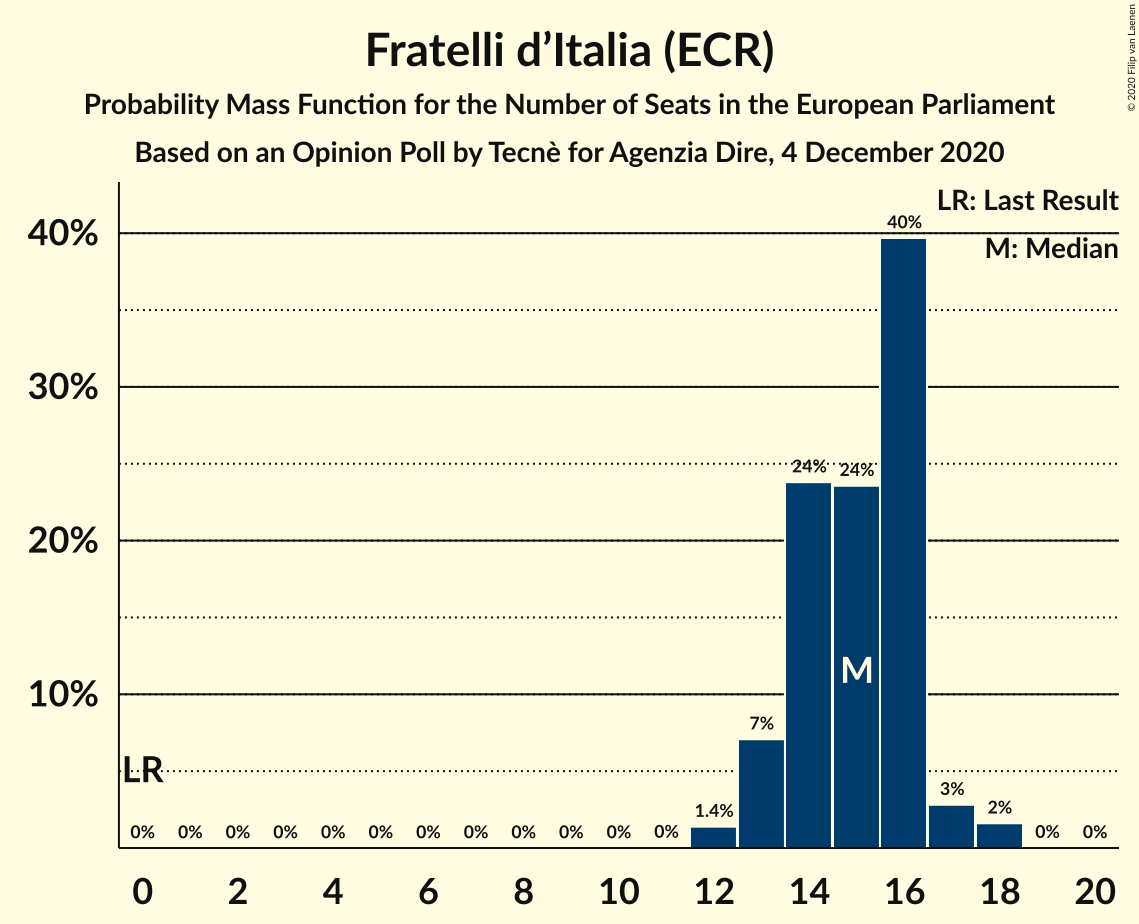 Fratelli d’Italia (ECR)
Probability Mass Function for the Number of Seats in the European Parliament
Based on an Opinion Poll by Tecnè for Agenzia Dire, 4 December 2020
© 2020 Filip van Laenen
LR: Last Result
M: Median
40%
30%
20%
10%
LR
M
0% 0% 0% 0% 0% 0% 0% 0% 0% 0% 0% 0% 1.4% 7% 24% 24% 40% 3% 2% 0% 0%
0 2 4 6 8 10 12 14 16 18 20